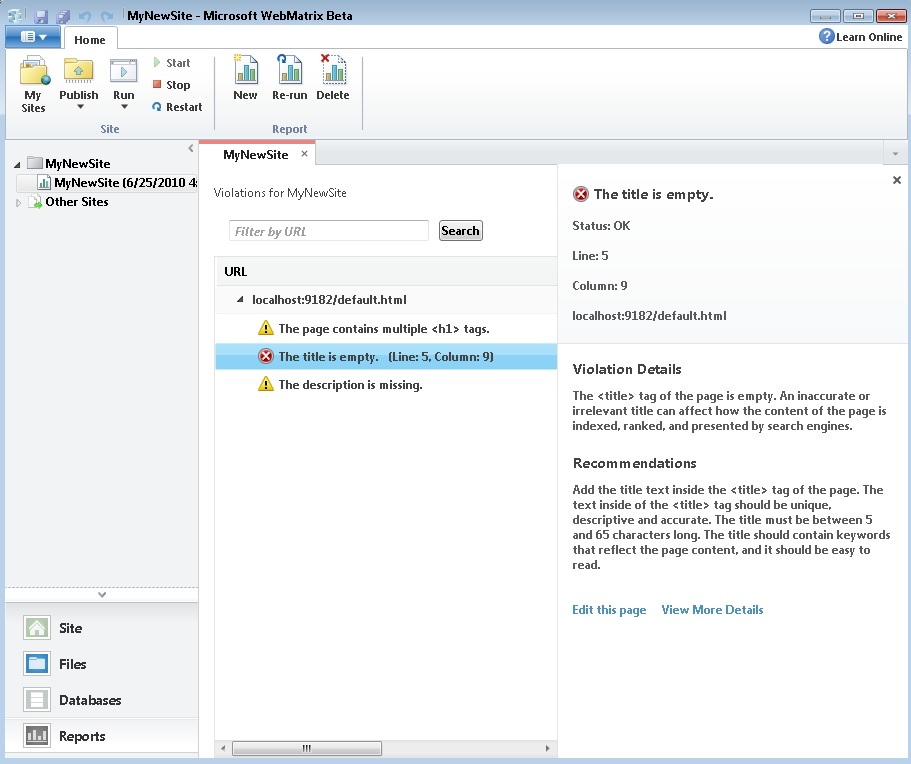 MyNewSite - Microsoft WebMatrix Beta
Home
Learn Online
My Sites
Publish
Run
Start
Stop
Restart
Site
New
Re-run
Delete
Report
MyNewSite
MyNewSite (6/25/2010 4:
Other Sites
Site
Files
Databases
Reports
MyNewSite
Violations for MyNewSite
Filter by URL
Search
URL
localhost:9182/default.html
The page contains multiple <h1> tags.
The title is empty. (Line: 5, Column: 9)
The description is missing.
The title is empty.
Status: OK
Line: 5
Column: 9
localhost:9182/default.html
Violation Details
The <title> tag of the page is empty. An inaccurate or
irrelevant title can affect how the content of the page is
indexed, ranked, and presented by search engines.
Recommendations
Add the title text inside the <title> tag of the page. The
text inside of the <title> tag should be unique,
descriptive and accurate. The title must be between 5
and 65 characters long. The title should contain keywords
that reflect the page content, and it should be easy to
read.
Edit this page View More Details